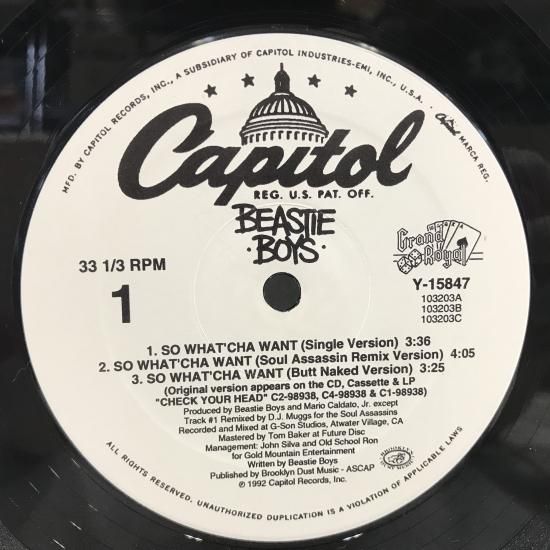 MFD. BY CAPITOL RECORDS, INC., A SUBSIDIARY OF CAPITOL INDUSTRIES-EMI, INC., U.S.A. · Capitol MARCA REG.
Capitol
REG. U.S. PAT. OFF.
BEASTIE
·BOYS·
Grand
Royal
33 1/3 RPM
Y-15847
1
103203A
103203B
103203C
1. SO WHAT'CHA WANT (Single Version) 3:36
2. SO WHAT'CHA WANT (Soul Assassin Remix Version) 4:05
3. SO WHAT'CHA WANT (Butt Naked Version) 3:25
(Original version appears on the CD, Cassette & LP
"CHECK YOUR HEAD" C2-98938, C4-98938 & C1-98938)
Produced by Beastie Boys and Mario Caldato, Jr. except
Track #1 Remixed by D.J. Muggs for the Soul Assassins
Recorded and Mixed at G-Son Studios, Atwater Village, CA
Mastered by Tom Baker at Future Disc
Management: John Silva and Old School Ron
for Gold Mountain Entertainment
Written by Beastie Boys
Published by Brooklyn Dust Music - ASCAP
℗ 1992 Capitol Records, Inc.
ALL RIGHTS RESERVED. UNAUTHORIZED DUPLICATION IS A VIOLATION OF APPLICABLE LAWS